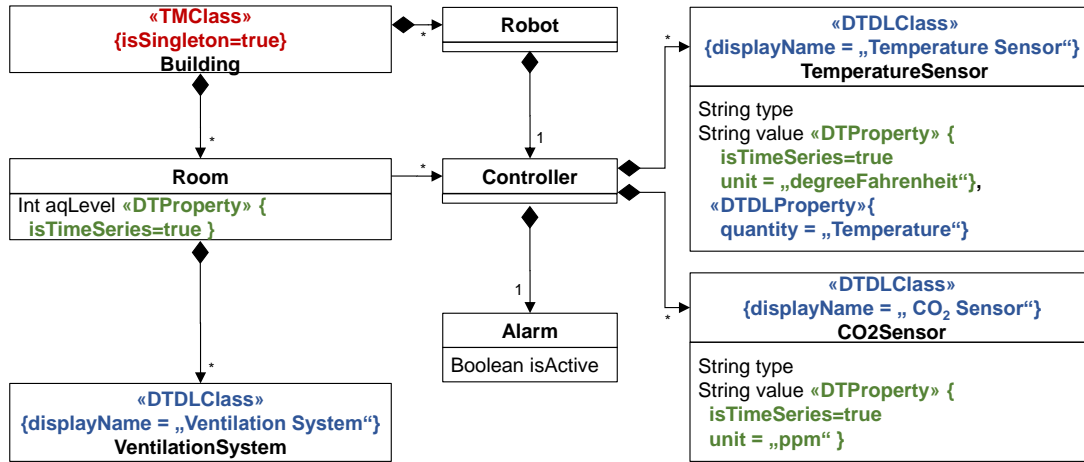 «TMClass»
{isSingleton=true}
Building
*
Robot
*
1
*
Room
Int aqLevel «DTProperty» {
isTimeSeries=true }
*
Controller
*
*
1
Alarm
Boolean isActive
«DTDLClass»
{displayName = „Ventilation System“}
VentilationSystem
«DTDLClass»
{displayName = „Temperature Sensor“}
TemperatureSensor
String type
String value «DTProperty» {
isTimeSeries=true
unit = „degreeFahrenheit“},
«DTDLProperty»{
quantity = „Temperature“}
«DTDLClass»
{displayName = „ CO₂ Sensor“}
CO2Sensor
String type
String value «DTProperty» {
isTimeSeries=true
unit = „ppm“ }